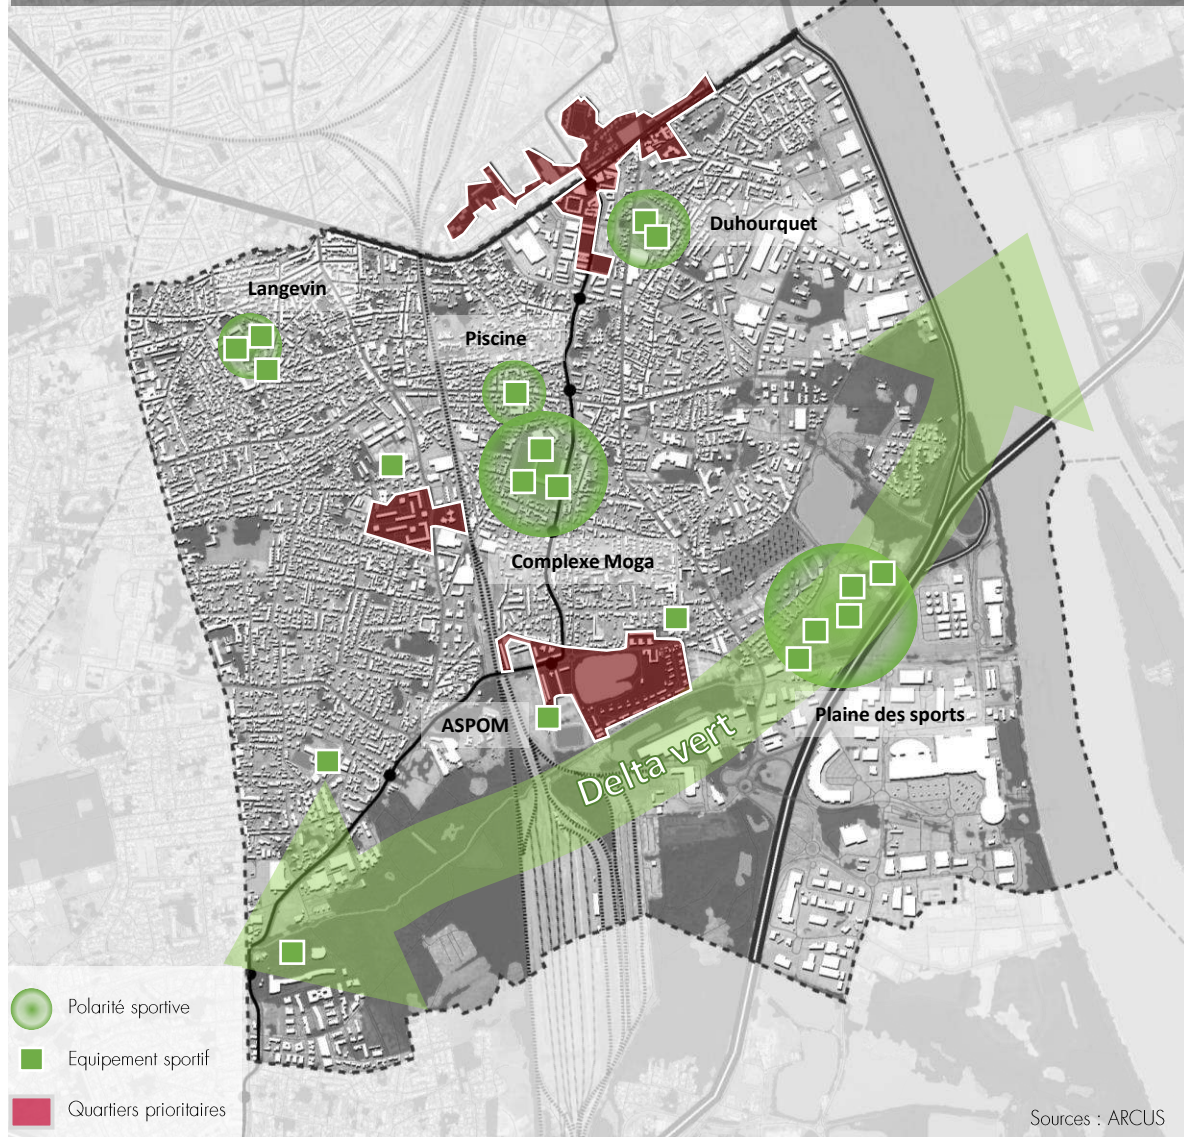 Duhourquet
Langevin
Piscine
Complexe Moga
ASPOM
Plaine des sports
Delta vert
Polarité sportive
Equipement sportif
Quartiers prioritaires
Sources : ARCUS